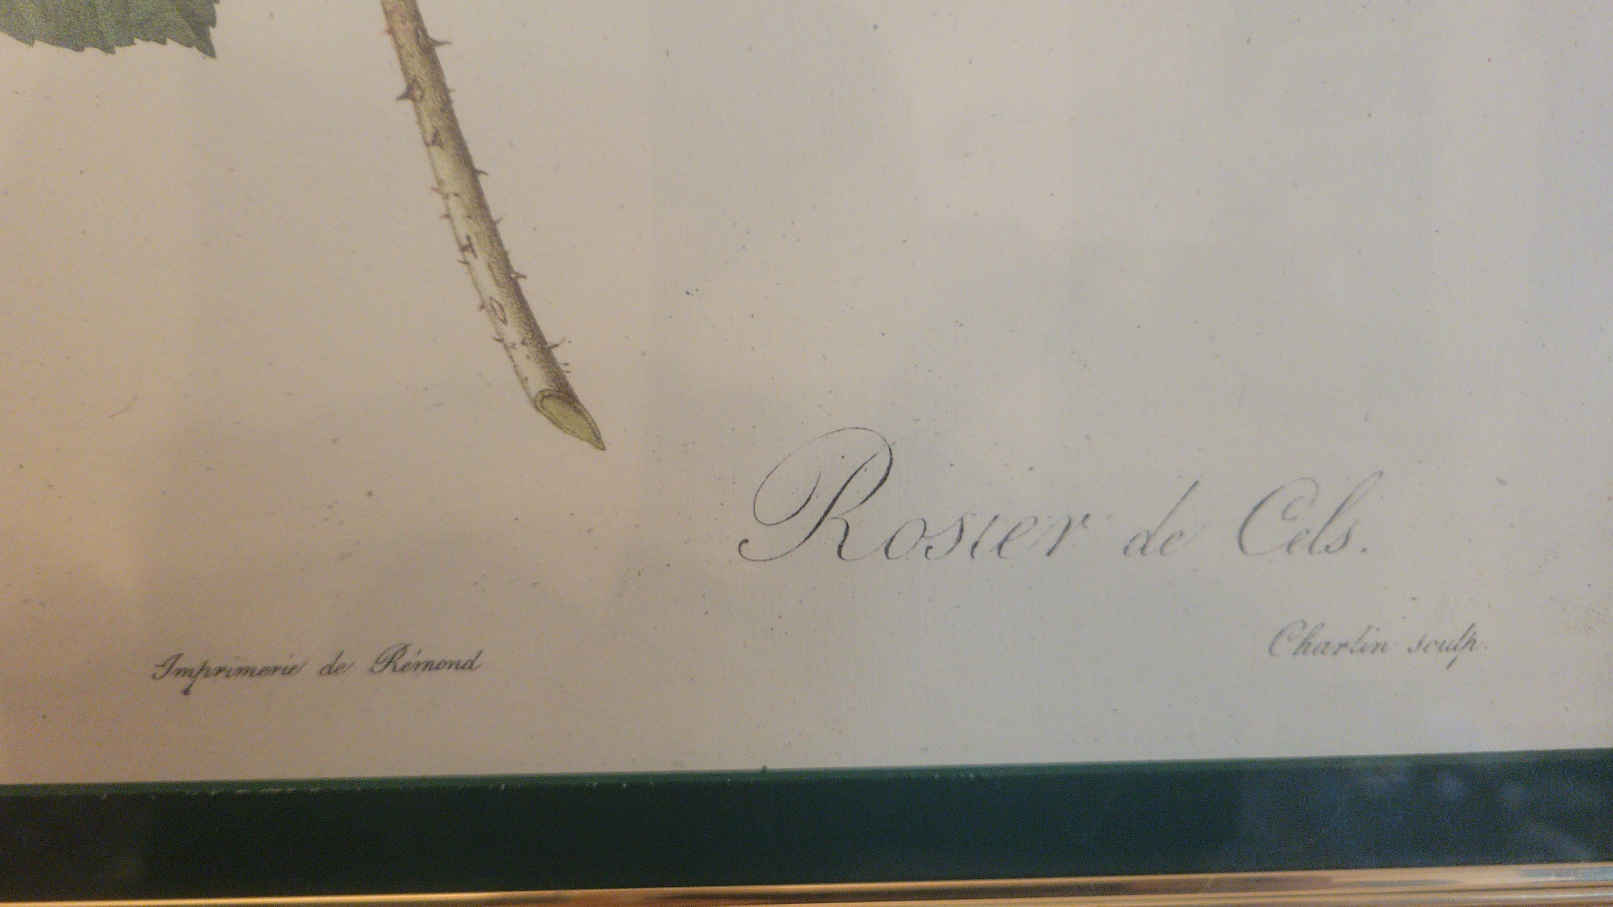 Rosier de Cels.
Imprimerie de Rémond
Charlin sculp.